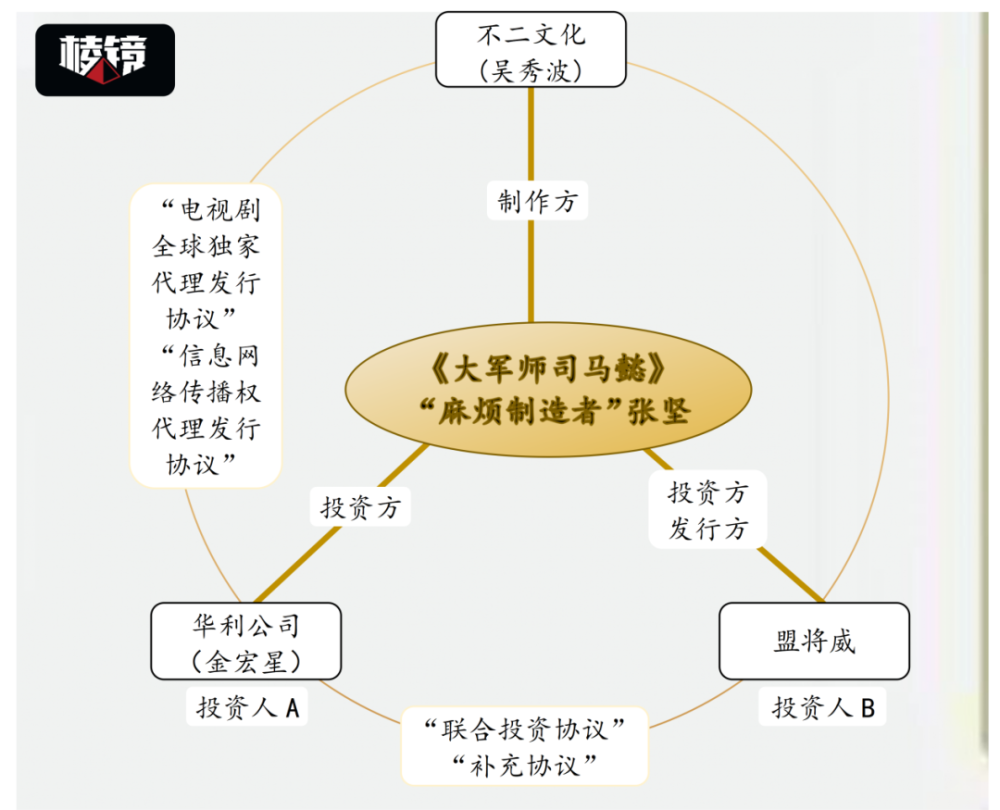 棱镜
不二文化
(吴秀波)
制作方
“电视剧
全球独家
代理发行
协议”
“信息网
络传播权
代理发行
协议”
《大军师司马懿》
“麻烦制造者”张坚
投资方
投资方
发行方
华利公司
(金宏星)
投资人 A
盟将威
投资人 B
“联合投资协议”
“补充协议”